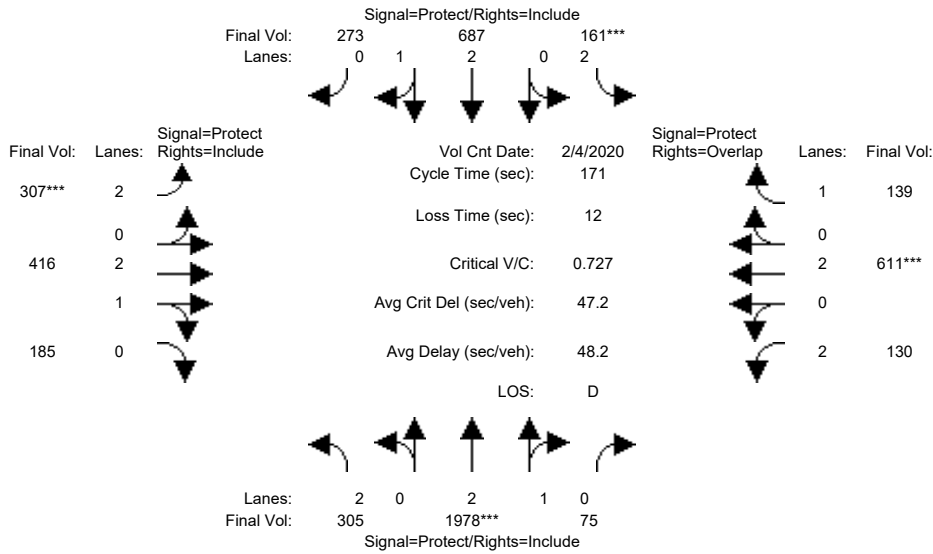 Signal=Protect/Rights=Include
Final Vol: 273 687 161***
Lanes: 0 1 2 0 2
Signal=Protect
Final Vol: Lanes: Rights=Include
Vol Cnt Date: 2/4/2020
Signal=Protect
Rights=Overlap Lanes: Final Vol:
Cycle Time (sec): 171
307*** 2
1 139
Loss Time (sec): 12
0
0
416 2
Critical V/C: 0.727
2 611***
1
Avg Crit Del (sec/veh): 47.2
0
185 0
Avg Delay (sec/veh): 48.2
2 130
LOS: D
Lanes: 2 0 2 1 0
Final Vol: 305 1978*** 75
Signal=Protect/Rights=Include